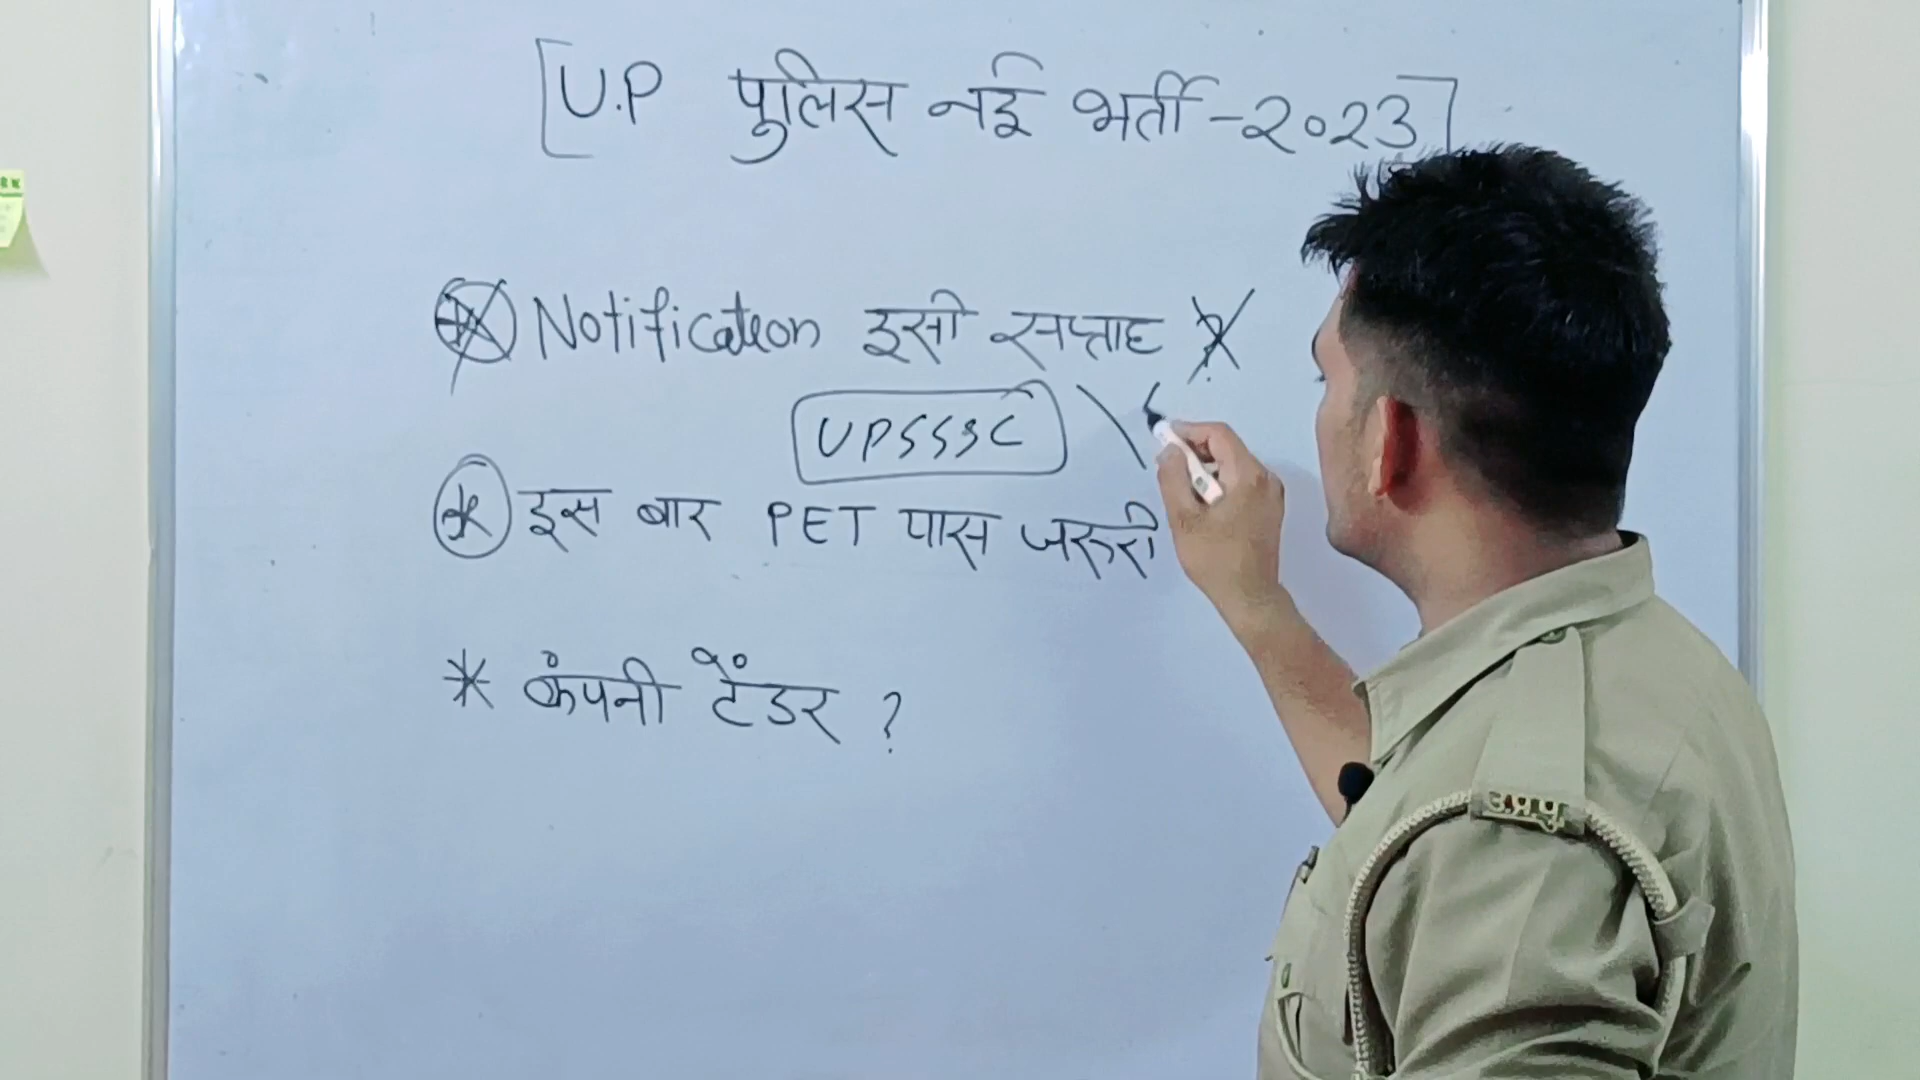 [U.P पुलिस नई भर्ती -2023]
* Notification इसी सप्ताह ?
UPSSSC
* इस बार PET पास जरुरी
* कंपनी टेंडर ?
उ.प्र.पु.